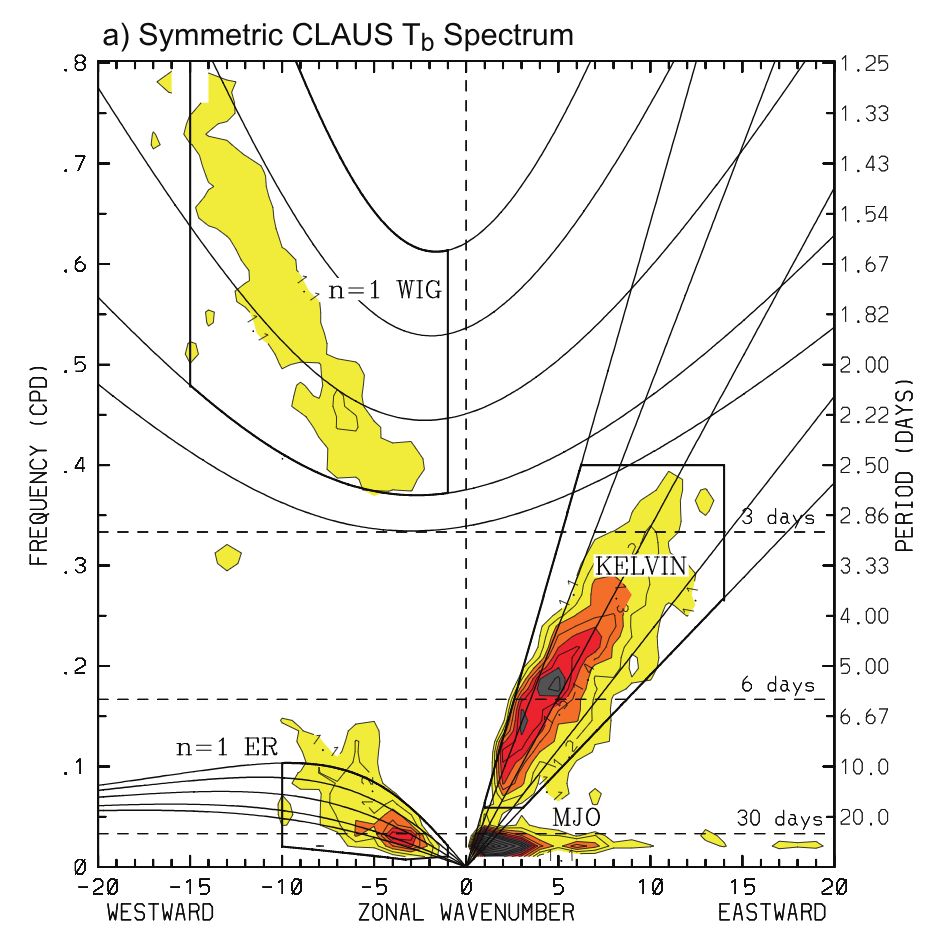 a) Symmetric CLAUS Tb Spectrum
.8
.7
.6
.5
.4
.3
.2
.1
0
FREQUENCY (CPD)
1.25
1.33
1.43
1.54
1.67
1.82
2.00
2.22
2.50
2.86
3.33
4.00
5.00
6.67
10.0
20.0
PERIOD (DAYS)
n=1 WIG
3 days
KELVIN
6 days
n=1 ER
MJO
30 days
-20 -15 -10 -5 0 5 10 15 20
WESTWARD ZONAL WAVENUMBER EASTWARD